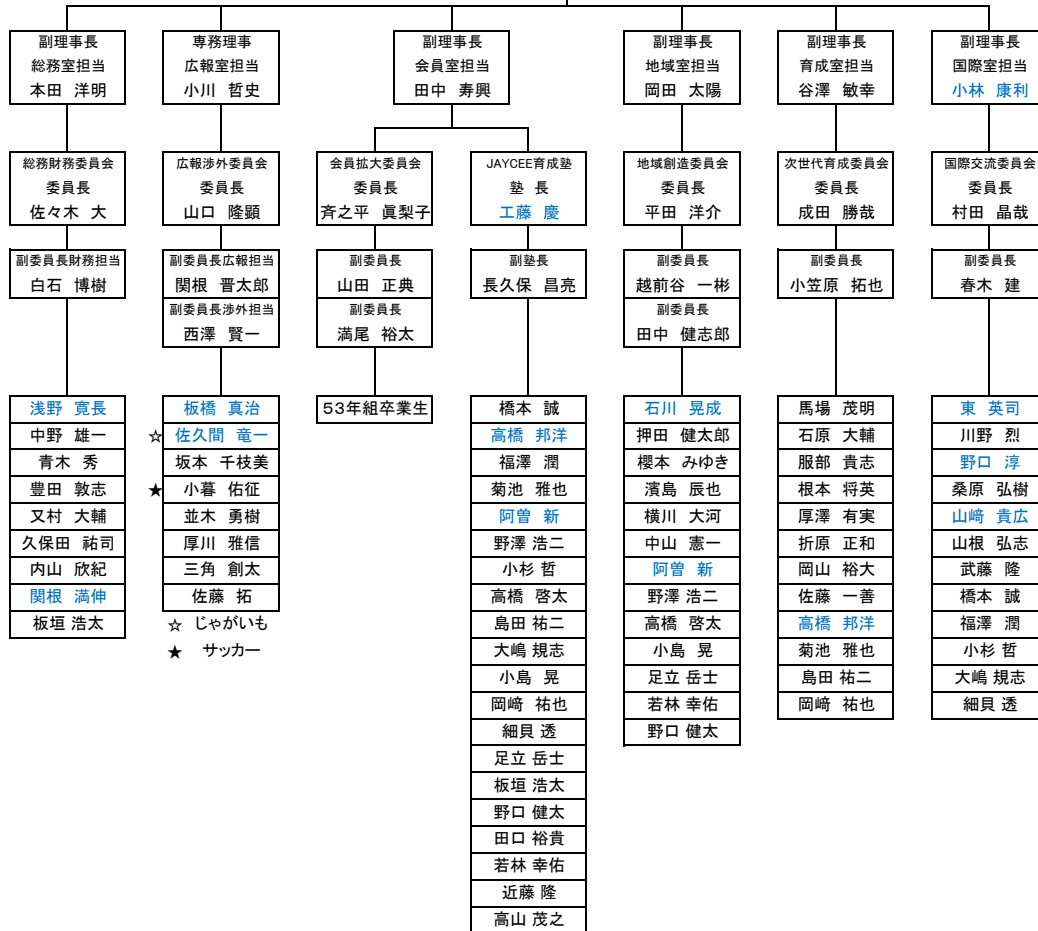 副理事長
総務室担当
本田 洋明
専務理事
広報室担当
小川 哲史
副理事長
会員室担当
田中 寿興
副理事長
地域室担当
岡田 太陽
副理事長
育成室担当
谷澤 敏幸
副理事長
国際室担当
小林 康利
総務財務委員会
委員長
佐々木 大
広報渉外委員会
委員長
山口 隆顕
会員拡大委員会
委員長
斉之平 眞梨子
JAYCEE育成塾
塾 長
工藤 慶
地域創造委員会
委員長
平田 洋介
次世代育成委員会
委員長
成田 勝哉
国際交流委員会
委員長
村田 晶哉
副委員長財務担当
白石 博樹
副委員長広報担当
関根 晋太郎
副委員長渉外担当
西澤 賢一
副委員長
山田 正典
副委員長
満尾 裕太
副塾長
長久保 昌亮
副委員長
越前谷 一彬
副委員長
田中 健志郎
副委員長
小笠原 拓也
副委員長
春木 建
浅野 寛長
中野 雄一
青木 秀
豊田 敦志
又村 大輔
久保田 祐司
内山 欣紀
関根 満伸
板垣 浩太
板橋 真治
☆ 佐久間 竜一
坂本 千枝美
★ 小暮 佑征
並木 勇樹
厚川 雅信
三角 創太
佐藤 拓
☆ じゃがいも
★ サッカー
53年組卒業生
橋本 誠
高橋 邦洋
福澤 潤
菊池 雅也
阿曽 新
野澤 浩二
小杉 哲
高橋 啓太
島田 祐二
大嶋 規志
小島 晃
岡﨑 祐也
細貝 透
足立 岳士
板垣 浩太
野口 健太
田口 裕貴
若林 幸佑
近藤 隆
高山 茂之
石川 晃成
押田 健太郎
櫻本 みゆき
濱島 辰也
横川 大河
中山 憲一
阿曽 新
野澤 浩二
高橋 啓太
小島 晃
足立 岳士
若林 幸佑
野口 健太
馬場 茂明
石原 大輔
服部 貴志
根本 将英
厚澤 有実
折原 正和
岡山 裕大
佐藤 一善
高橋 邦洋
菊池 雅也
島田 祐二
岡﨑 祐也
東 英司
川野 烈
野口 淳
桑原 弘樹
山﨑 貴広
山根 弘志
武藤 隆
橋本 誠
福澤 潤
小杉 哲
大嶋 規志
細貝 透